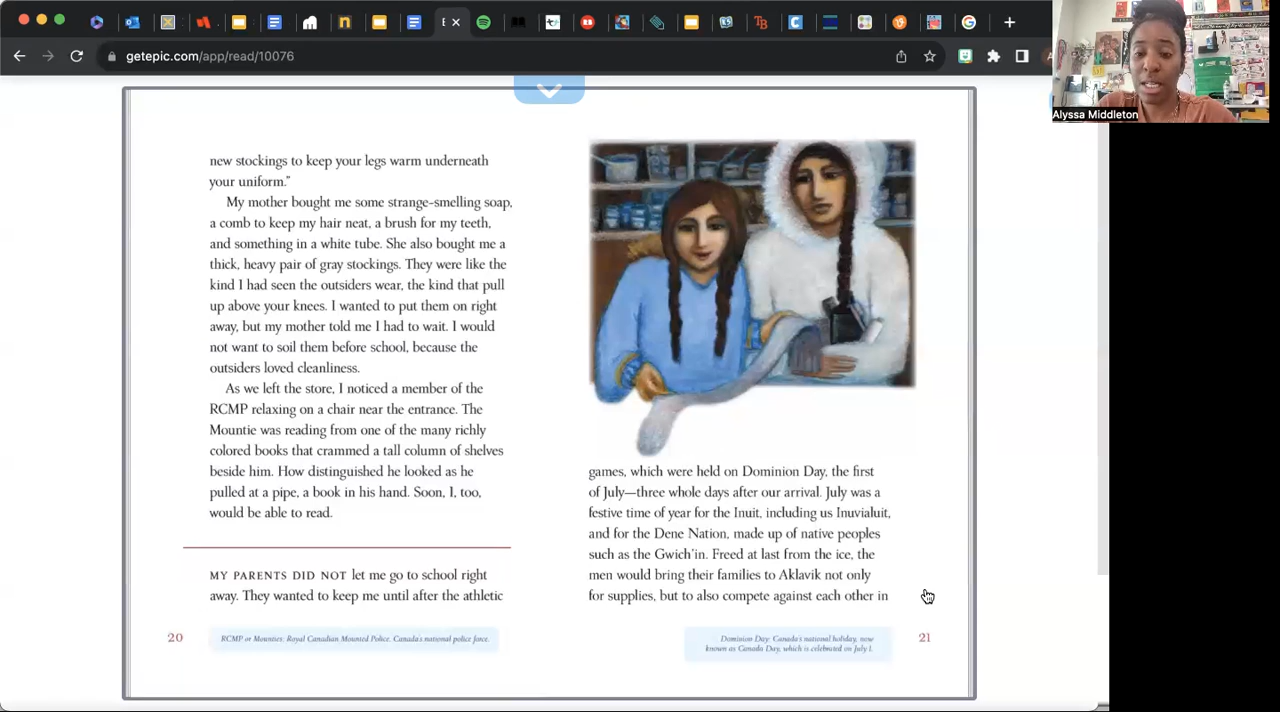 getepic.com/app/read/10076
Alyssa Middleton
new stockings to keep your legs warm underneath
your uniform."
My mother bought me some strange-smelling soap,
a comb to keep my hair neat, a brush for my teeth,
and something in a white tube. She also bought me a
thick, heavy pair of gray stockings. They were like the
kind I had seen the outsiders wear, the kind that pull
up above your knees. I wanted to put them on right
away, but my mother told me I had to wait. I would
not want to soil them before school, because the
outsiders loved cleanliness.
As we left the store, I noticed a member of the
RCMP relaxing on a chair near the entrance. The
Mountie was reading from one of the many richly
colored books that crammed a tall column of shelves
beside him. How distinguished he looked as he
pulled at a pipe, a book in his hand. Soon, I, too,
would be able to read.
MY PARENTS DID NOT let me go to school right
away. They wanted to keep me until after the athletic
20
RCMP or Mounties: Royal Canadian Mounted Police. Canada's national police force.
games, which were held on Dominion Day, the first
of July—three whole days after our arrival. July was a
festive time of year for the Inuit, including us Inuvialuit,
and for the Dene Nation, made up of native peoples
such as the Gwich'in. Freed at last from the ice, the
men would bring their families to Aklavik not only
for supplies, but to also compete against each other in
Dominion Day: Canada's national holiday, now
known as Canada Day, which is celebrated on July 1.
21